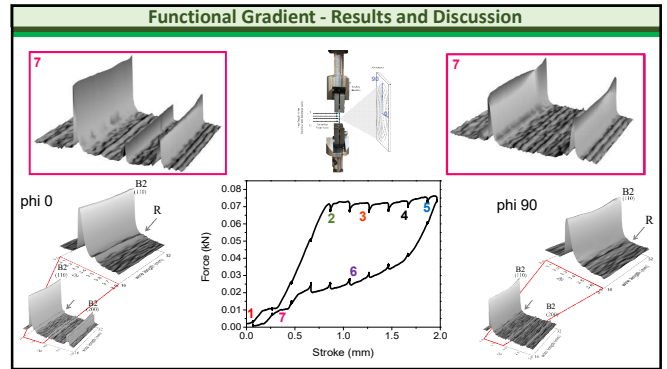 Functional Gradient - Results and Discussion
7
90
7
phi 0
B2
(110)
R
B2
(110)
B2
(200)
Force (kN)
0.08
0.07
0.06
0.05
0.04
0.03
0.02
0.01
0.00
1
2
3
4
5
6
7
0.0
0.5
1.0
1.5
2.0
Stroke (mm)
phi 90
B2
(110)
R
B2
(110)
B2
(200)